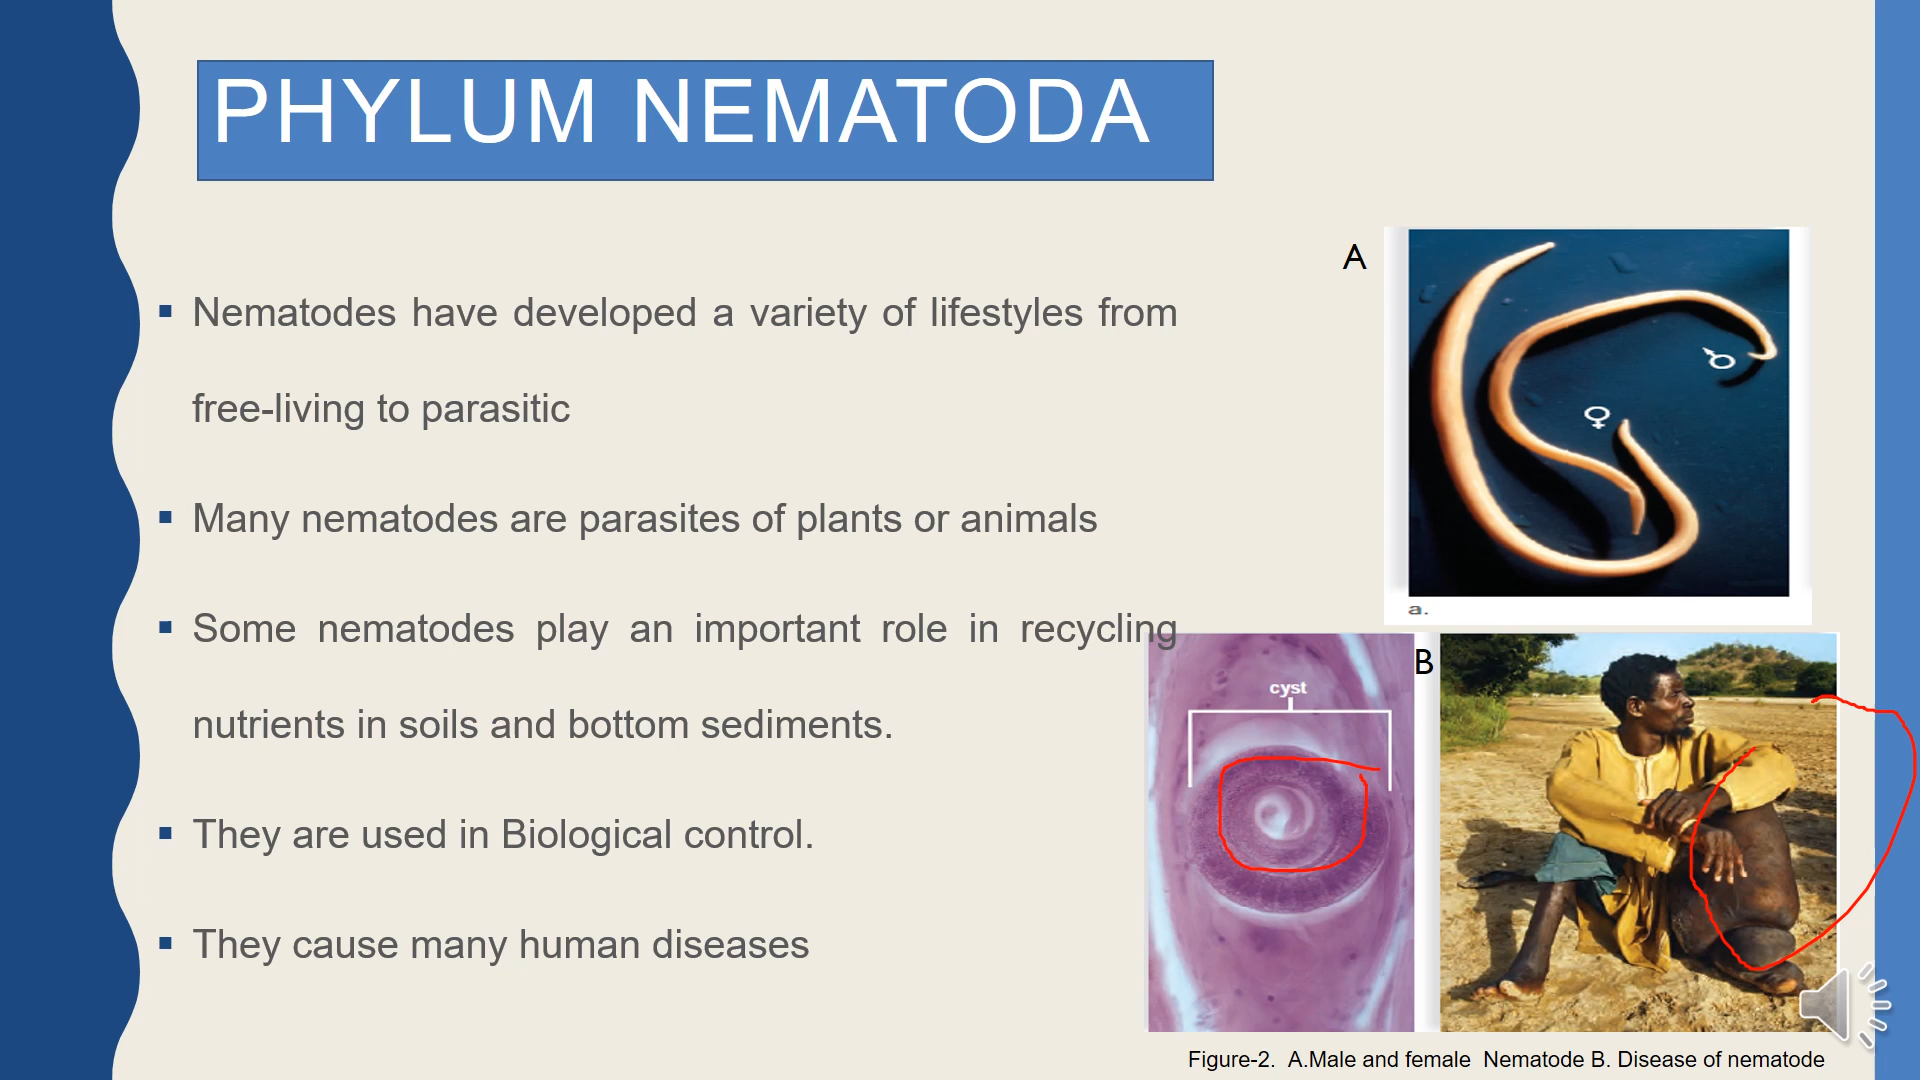 PHYLUM NEMATODA
▪ Nematodes have developed a variety of lifestyles from
free-living to parasitic
▪ Many nematodes are parasites of plants or animals
▪ Some nematodes play an important role in recycling
nutrients in soils and bottom sediments.
▪ They are used in Biological control.
▪ They cause many human diseases
A
♂
♀
a.
B
cyst
Figure-2. A.Male and female Nematode B. Disease of nematode